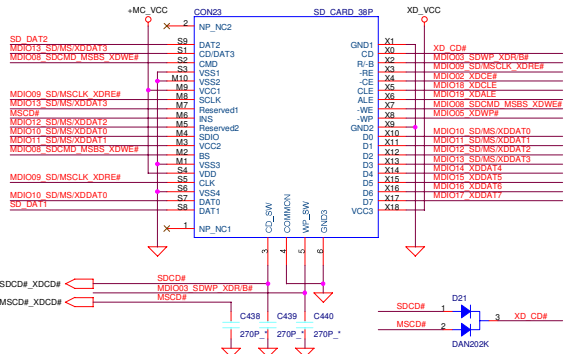 +MC_VCC XD_VCC
CON23 SD_CARD_38P
2 NP_NC2
SD_DAT2 S9 DAT2 GND1 X1
MDIO13_SD/MS/XDDAT3 S1 CD/DAT3 CD X0 XD_CD#
MDIO08_SDCMD_MSBS_XDWE# S2 CMD R/-B X2 MDIO03_SDWP_XDR/B#
S3 VSS1 -RE X3 MDIO09_SD/MSCLK_XDRE#
M10 VSS2 -CE X4 MDIO02_XDCE#
M9 VCC1 CLE X5 MDIO18_XDCLE
MDIO09_SD/MSCLK_XDRE# M8 SCLK ALE X6 MDIO19_XDALE
MDIO13_SD/MS/XDDAT3 M7 Reserved1 -WE X7 MDIO08_SDCMD_MSBS_XDWE#
MSCD# M6 INS -WP X8 MDIO05_XDWP#
MDIO12_SD/MS/XDDAT2 M5 Reserved2 GND2 X9
MDIO10_SD/MS/XDDAT0 M4 SDIO D0 X10 MDIO10_SD/MS/XDDAT0
MDIO11_SD/MS/XDDAT1 M3 VCC2 D1 X11 MDIO11_SD/MS/XDDAT1
MDIO08_SDCMD_MSBS_XDWE# M2 BS D2 X12 MDIO12_SD/MS/XDDAT2
M1 VSS3 D3 X13 MDIO13_SD/MS/XDDAT3
S4 VDD D4 X14 MDIO14_XDDAT4
MDIO09_SD/MSCLK_XDRE# S5 CLK D5 X15 MDIO15_XDDAT5
S6 VSS4 D6 X16 MDIO16_XDDAT6
MDIO10_SD/MS/XDDAT0 S7 DAT0 D7 X17 MDIO17_XDDAT7
SD_DAT1 S8 DAT1 VCC3 X18
1 NP_NC1
CD_SW COMMON WP_SW GND3
3 4 5 6
SDCD#_XDCD# SDCD#
MDIO03_SDWP_XDR/B#
MSCD#_XDCD# MSCD#
C438 C439 C440
270P_* 270P_* 270P_*
D21
SDCD# 1
3 XD_CD#
MSCD# 2
DAN202K